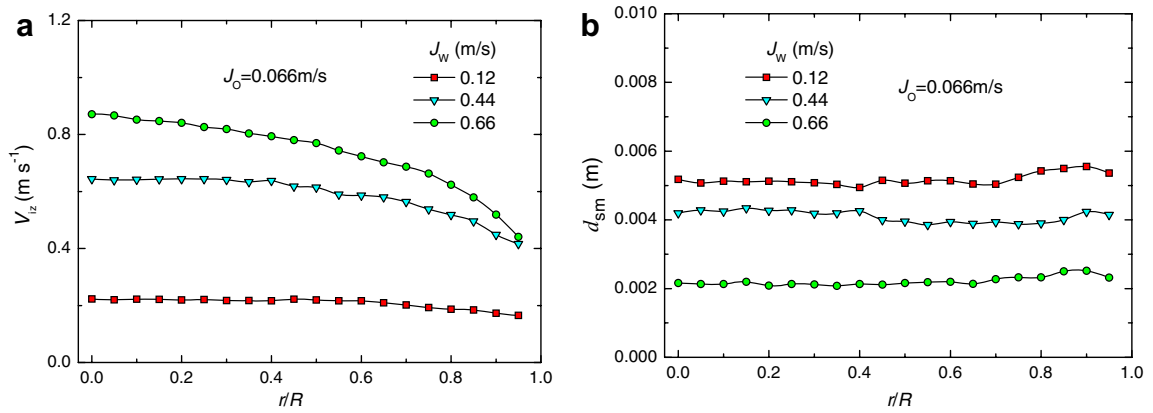 a
1.2
0.8
0.4
0.0
V_iz (m s⁻¹)
J_O=0.066m/s
J_W (m/s)
0.12
0.44
0.66
0.0 0.2 0.4 0.6 0.8 1.0
r/R
b
0.010
0.008
0.006
0.004
0.002
0.000
d_sm (m)
J_W (m/s)
0.12
0.44
0.66
J_O=0.066m/s
0.0 0.2 0.4 0.6 0.8 1.0
r/R